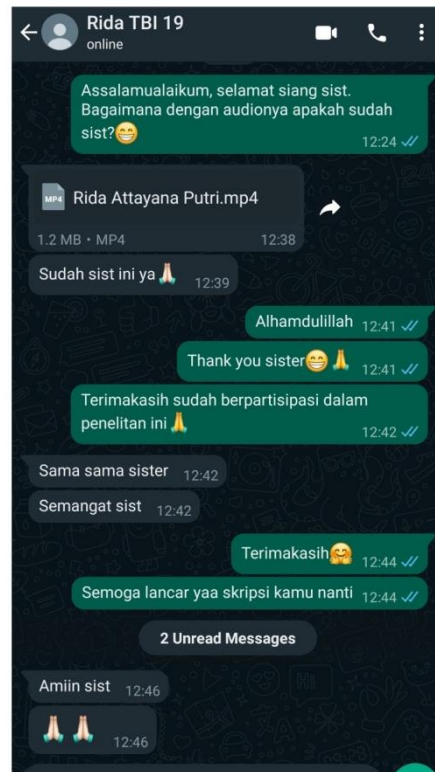 Rida TBI 19
online
Assalamualaikum, selamat siang sist.
Bagaimana dengan audionya apakah sudah
sist?😁
12:24
MP4 Rida Attayana Putri.mp4
1.2 MB • MP4 12:38
Sudah sist ini ya🙏🏻 12:39
Alhamdulillah 12:41
Thank you sister😁🙏 12:41
Terimakasih sudah berpartisipasi dalam
penelitan ini🙏 12:42
Sama sama sister 12:42
Semangat sist 12:42
Terimakasih🤗 12:44
Semoga lancar yaa skripsi kamu nanti 12:44
2 Unread Messages
Amiin sist 12:46
🙏🏻🙏🏻 12:46